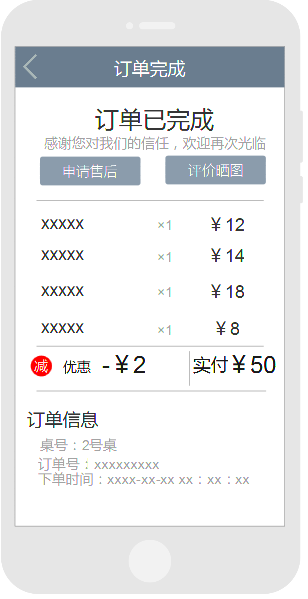 订单完成
订单已完成
感谢您对我们的信任，欢迎再次光临
申请售后 评价晒图
xxxxx ×1 ￥12
xxxxx ×1 ￥14
xxxxx ×1 ￥18
xxxxx ×1 ￥8
减 优惠 -￥2 实付￥50
订单信息
桌号：2号桌
订单号：xxxxxxxxx
下单时间：xxxx-xx-xx xx：xx：xx